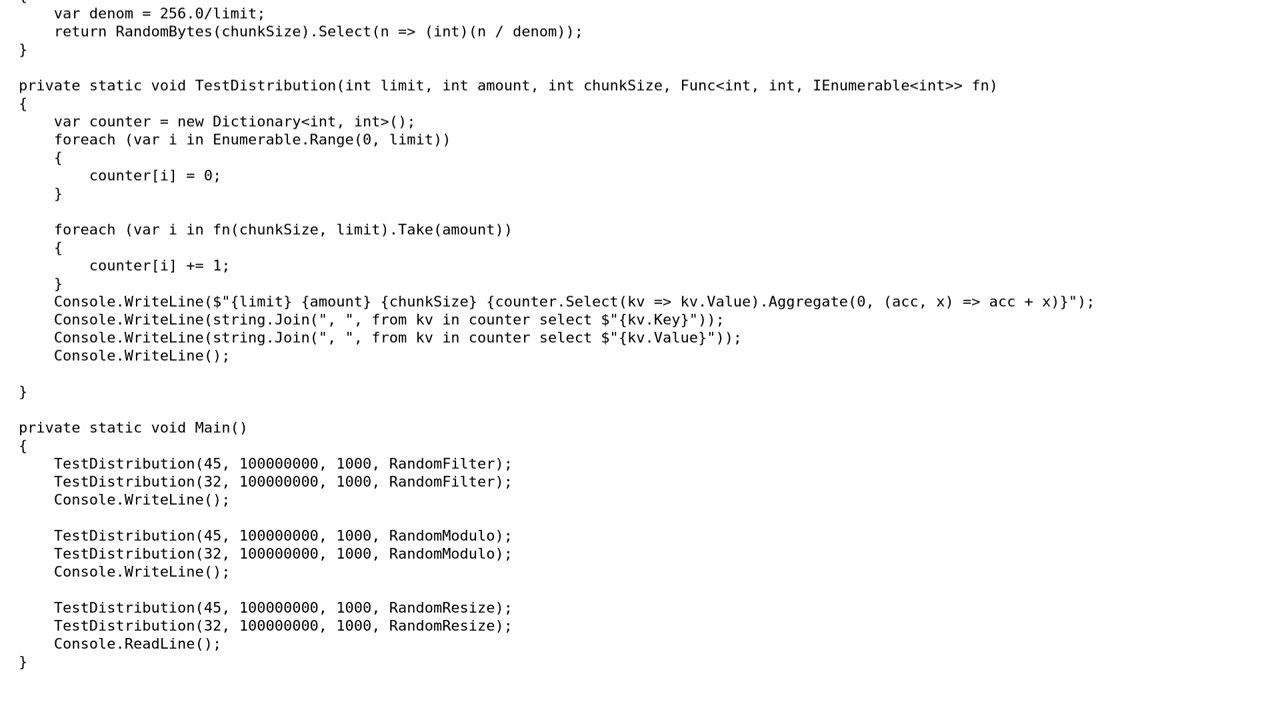 {
    var denom = 256.0/limit;
    return RandomBytes(chunkSize).Select(n => (int)(n / denom));
}

private static void TestDistribution(int limit, int amount, int chunkSize, Func<int, int, IEnumerable<int>> fn)
{
    var counter = new Dictionary<int, int>();
    foreach (var i in Enumerable.Range(0, limit))
    {
        counter[i] = 0;
    }

    foreach (var i in fn(chunkSize, limit).Take(amount))
    {
        counter[i] += 1;
    }
    Console.WriteLine($"{limit} {amount} {chunkSize} {counter.Select(kv => kv.Value).Aggregate(0, (acc, x) => acc + x)}");
    Console.WriteLine(string.Join(", ", from kv in counter select $"{kv.Key}"));
    Console.WriteLine(string.Join(", ", from kv in counter select $"{kv.Value}"));
    Console.WriteLine();

}

private static void Main()
{
    TestDistribution(45, 100000000, 1000, RandomFilter);
    TestDistribution(32, 100000000, 1000, RandomFilter);
    Console.WriteLine();

    TestDistribution(45, 100000000, 1000, RandomModulo);
    TestDistribution(32, 100000000, 1000, RandomModulo);
    Console.WriteLine();

    TestDistribution(45, 100000000, 1000, RandomResize);
    TestDistribution(32, 100000000, 1000, RandomResize);
    Console.ReadLine();
}